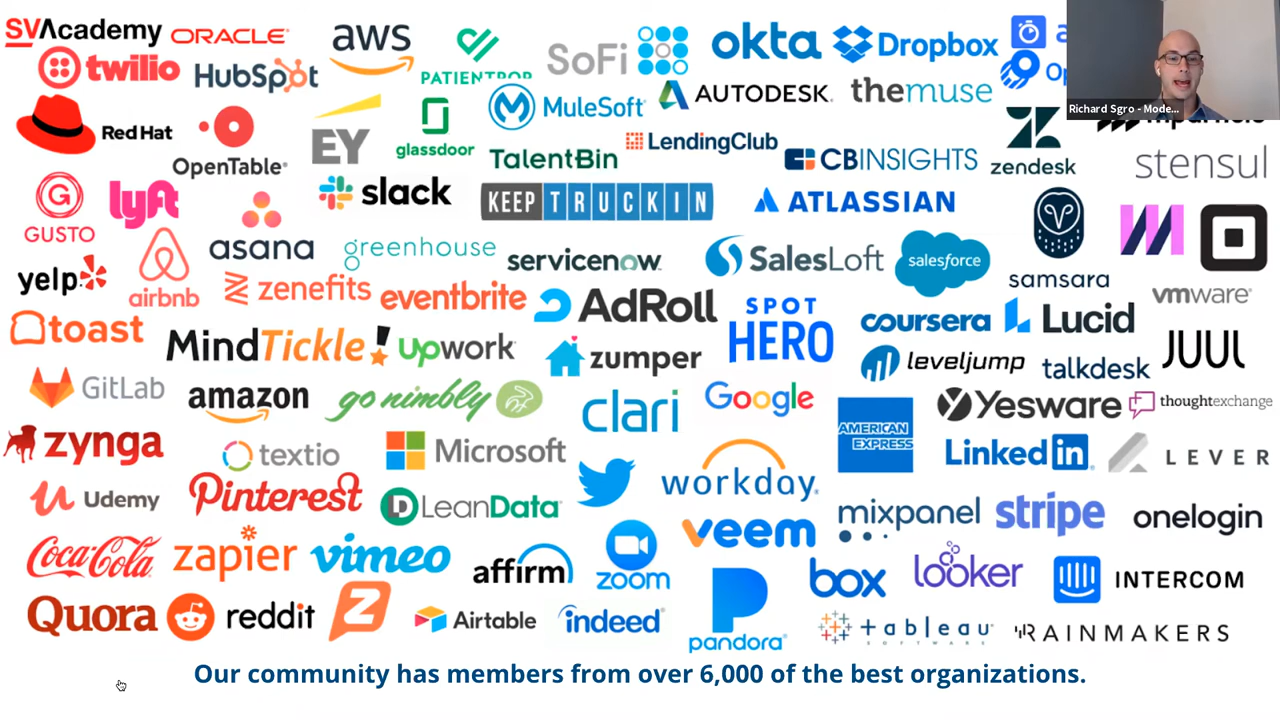 SVAcademy
ORACLE
aws
PATIENTPOP
SoFi
okta
Dropbox
Richard Sgro - Mode...
twilio
HubSpot
MuleSoft
AUTODESK.
themuse
Red Hat
OpenTable
EY
glassdoor
TalentBin
LendingClub
CBINSIGHTS
zendesk
stensul
G
GUSTO
lyft
asana
slack
KEEP TRUCKIN
ATLASSIAN
samsara
yelp
airbnb
greenhouse
servicenow
SalesLoft
salesforce
vmware
zenefits
eventbrite
AdRoll
SPOT
HERO
coursera
Lucid
JUUL
toast
MindTickle!
upwork
zumper
leveljump
talkdesk
GitLab
amazon
go nimbly
clari
Google
AMERICAN
EXPRESS
Yesware
thoughtexchange
zynga
textio
Microsoft
workday
LinkedIn
LEVER
Udemy
Pinterest
LeanData
veem
mixpanel
stripe
onelogin
Coca-Cola
zapier
vimeo
affirm
zoom
box
looker
INTERCOM
Quora
reddit
Airtable
indeed
pandora
tableau
SOFTWARE
RAINMAKERS
Our community has members from over 6,000 of the best organizations.